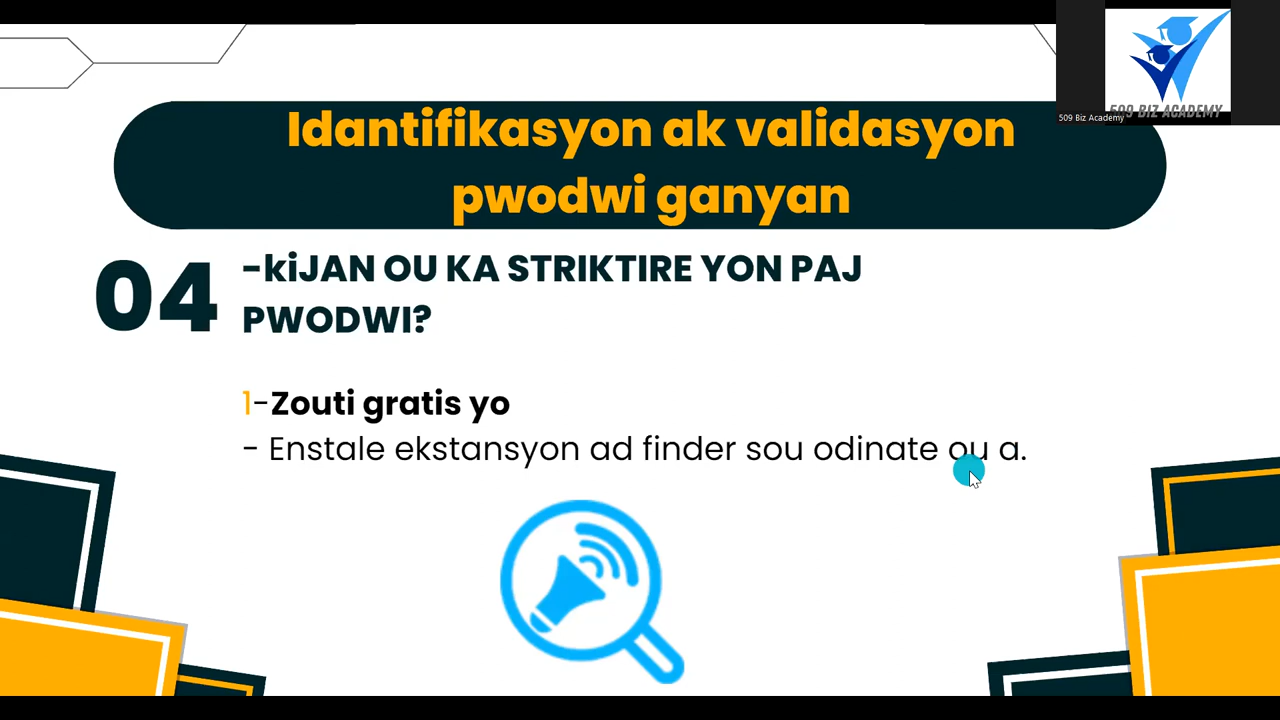 Idantifikasyon ak validasyon
pwodwi ganyan
04
-kiJAN OU KA STRIKTIRE YON PAJ
PWODWI?
1-Zouti gratis yo
- Enstale ekstansyon ad finder sou odinate ou a.
509 BIZ ACADEMY
509 Biz Academy